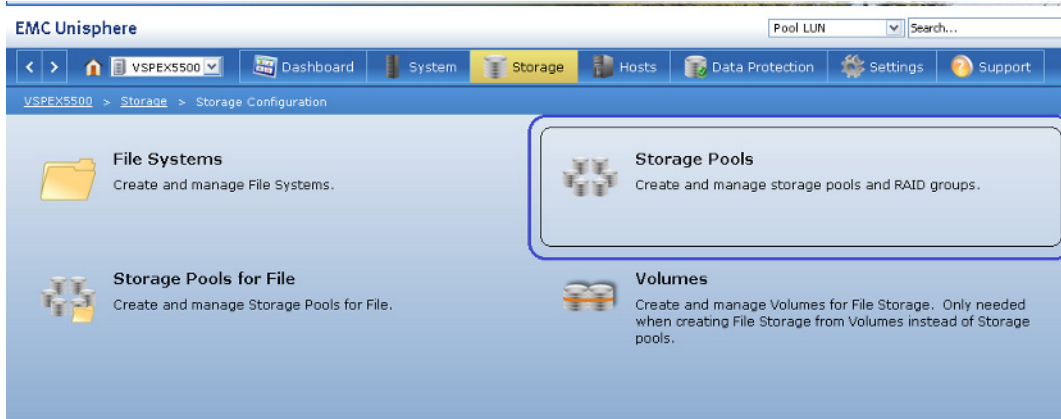 EMC Unisphere
Pool LUN
Search...
VSPEX5500
Dashboard
System
Storage
Hosts
Data Protection
Settings
Support
VSPEX5500 > Storage > Storage Configuration
File Systems
Create and manage File Systems.
Storage Pools
Create and manage storage pools and RAID groups.
Storage Pools for File
Create and manage Storage Pools for File.
Volumes
Create and manage Volumes for File Storage. Only needed
when creating File Storage from Volumes instead of Storage
pools.